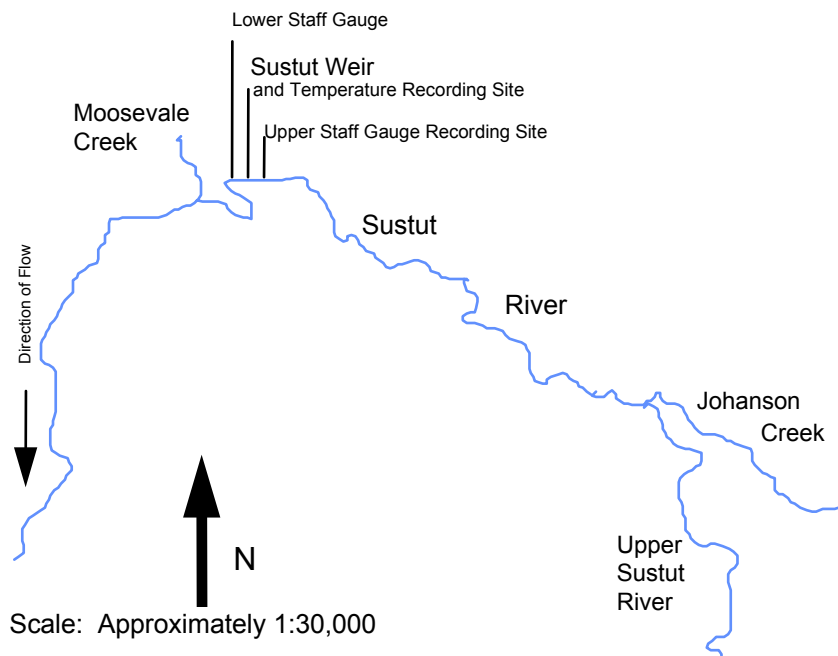 Lower Staff Gauge
Sustut Weir
and Temperature Recording Site
Moosevale
Creek
Upper Staff Gauge Recording Site
Sustut
Direction of Flow
River
Johanson
Creek
Upper
Sustut
River
N
Scale: Approximately 1:30,000